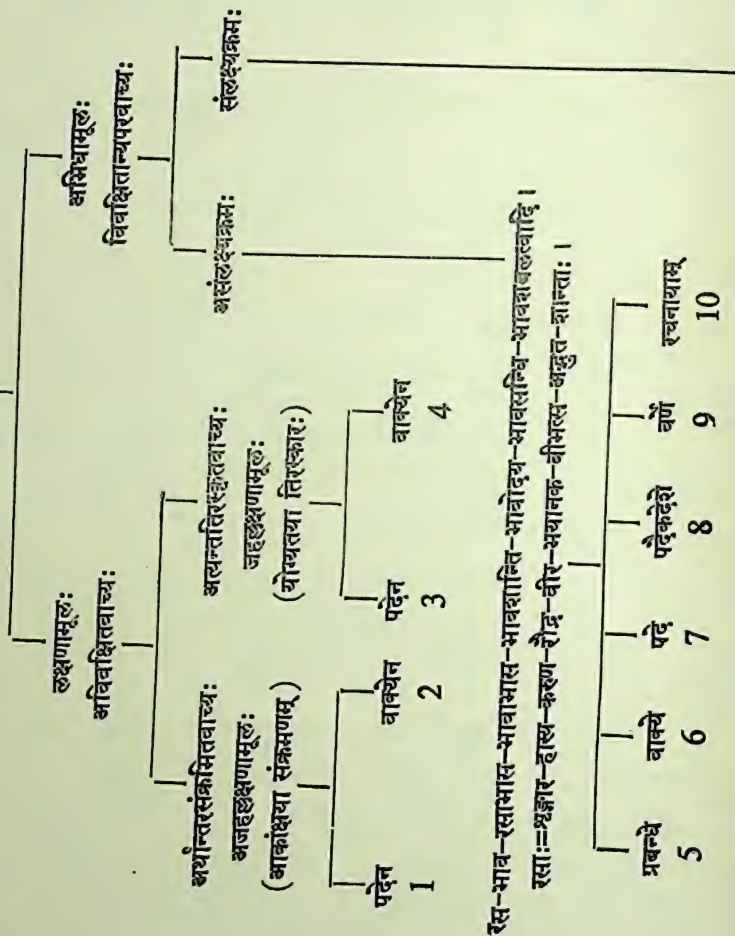 लक्षणामूलः
अविवक्षितवाच्यः
अभिधामूलः
विवक्षितान्यपरवाच्यः
अर्थान्तरसंक्रमितवाच्यः
अजहल्लक्षणामूलः
(आकांक्षया संक्रमणम्)
अत्यन्ततिरस्कृतवाच्यः
जहल्लक्षणामूलः
(योग्यतया तिरस्कारः)
असंलक्ष्यक्रमः
संलक्ष्यक्रमः
पदेन
1
वाक्येन
2
पदेन
3
वाक्येन
4
रस-भाव-रसाभास-भावाभास-भावशान्ति-भावोदय-भावसन्धि-भावशबलत्वादि ।
रसाः=शृङ्गार-हास्य-करुण-रौद्र-वीर-भयानक-बीभत्स-अद्भुत-शान्ताः ।
प्रबन्धे
5
वाक्ये
6
पदे
7
पदैकदेशे
8
वर्णे
9
रचनायाम्
10